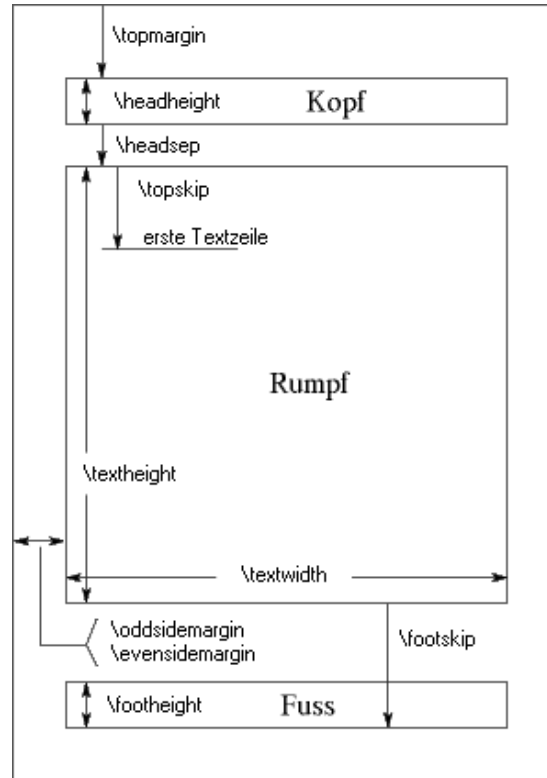 \topmargin
\headheight Kopf
\headsep
\topskip
erste Textzeile
Rumpf
\textheight
\textwidth
\oddsidemargin
\evensidemargin
\footskip
\footheight Fuss